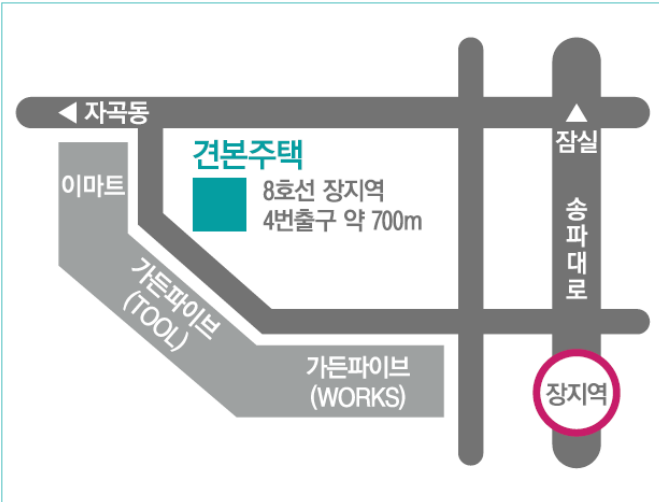 ◀ 자곡동
▲
잠실
견본주택
8호선 장지역
4번출구 약 700m
이마트
송파대로
가든파이브
(TOOL)
가든파이브
(WORKS)
장지역